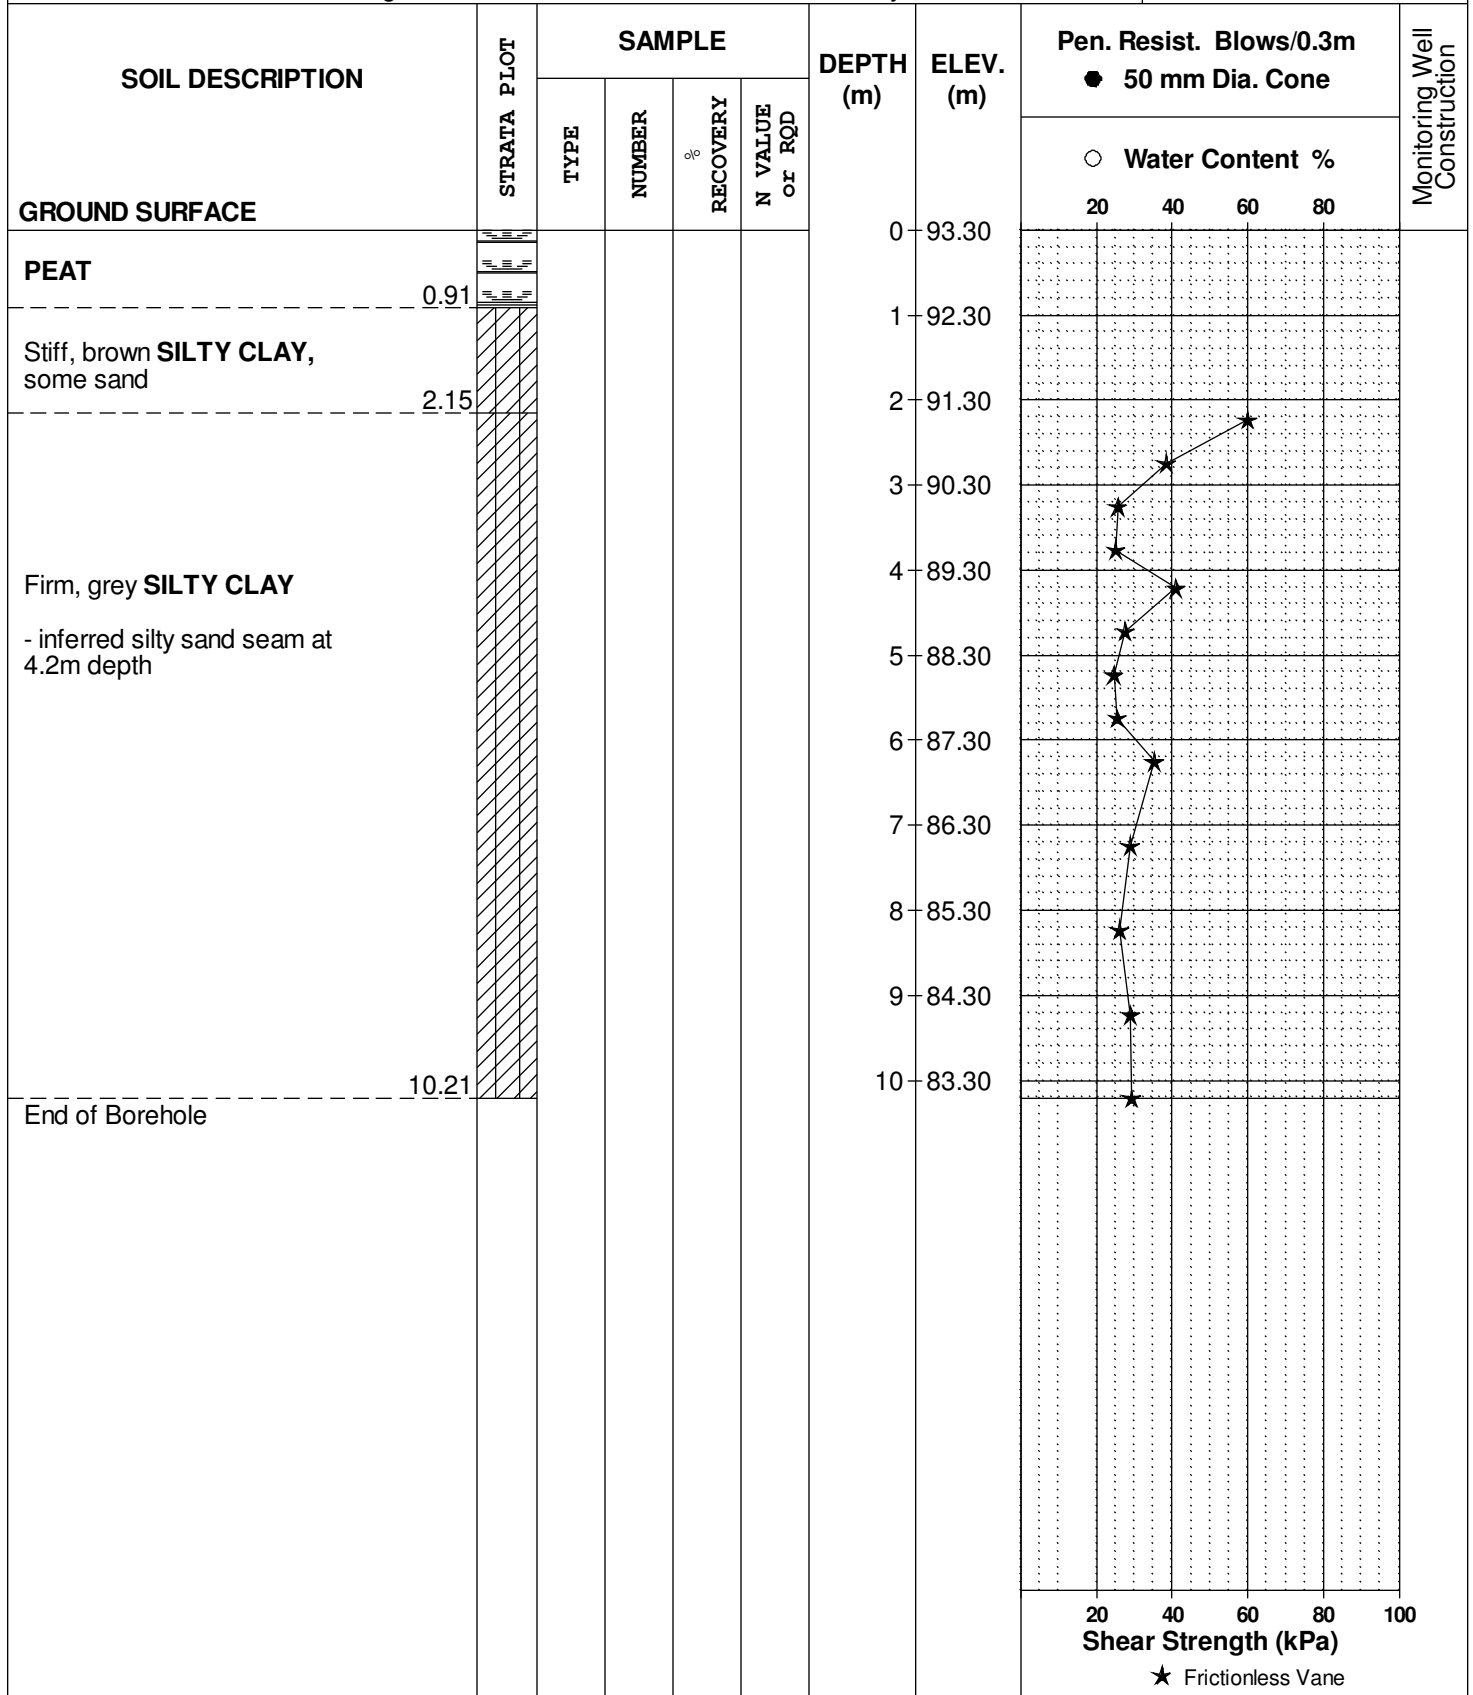 SOIL DESCRIPTION
GROUND SURFACE
STRATA PLOT
SAMPLE
TYPE
NUMBER
%
RECOVERY
N VALUE
or RQD
DEPTH
(m)
ELEV.
(m)
Pen. Resist. Blows/0.3m
● 50 mm Dia. Cone
○ Water Content %
20 40 60 80
Monitoring Well
Construction
PEAT
0.91
Stiff, brown SILTY CLAY,
some sand
2.15
Firm, grey SILTY CLAY
- inferred silty sand seam at
4.2m depth
10.21
End of Borehole
0 93.30
1 92.30
2 91.30
3 90.30
4 89.30
5 88.30
6 87.30
7 86.30
8 85.30
9 84.30
10 83.30
20 40 60 80 100
Shear Strength (kPa)
★ Frictionless Vane